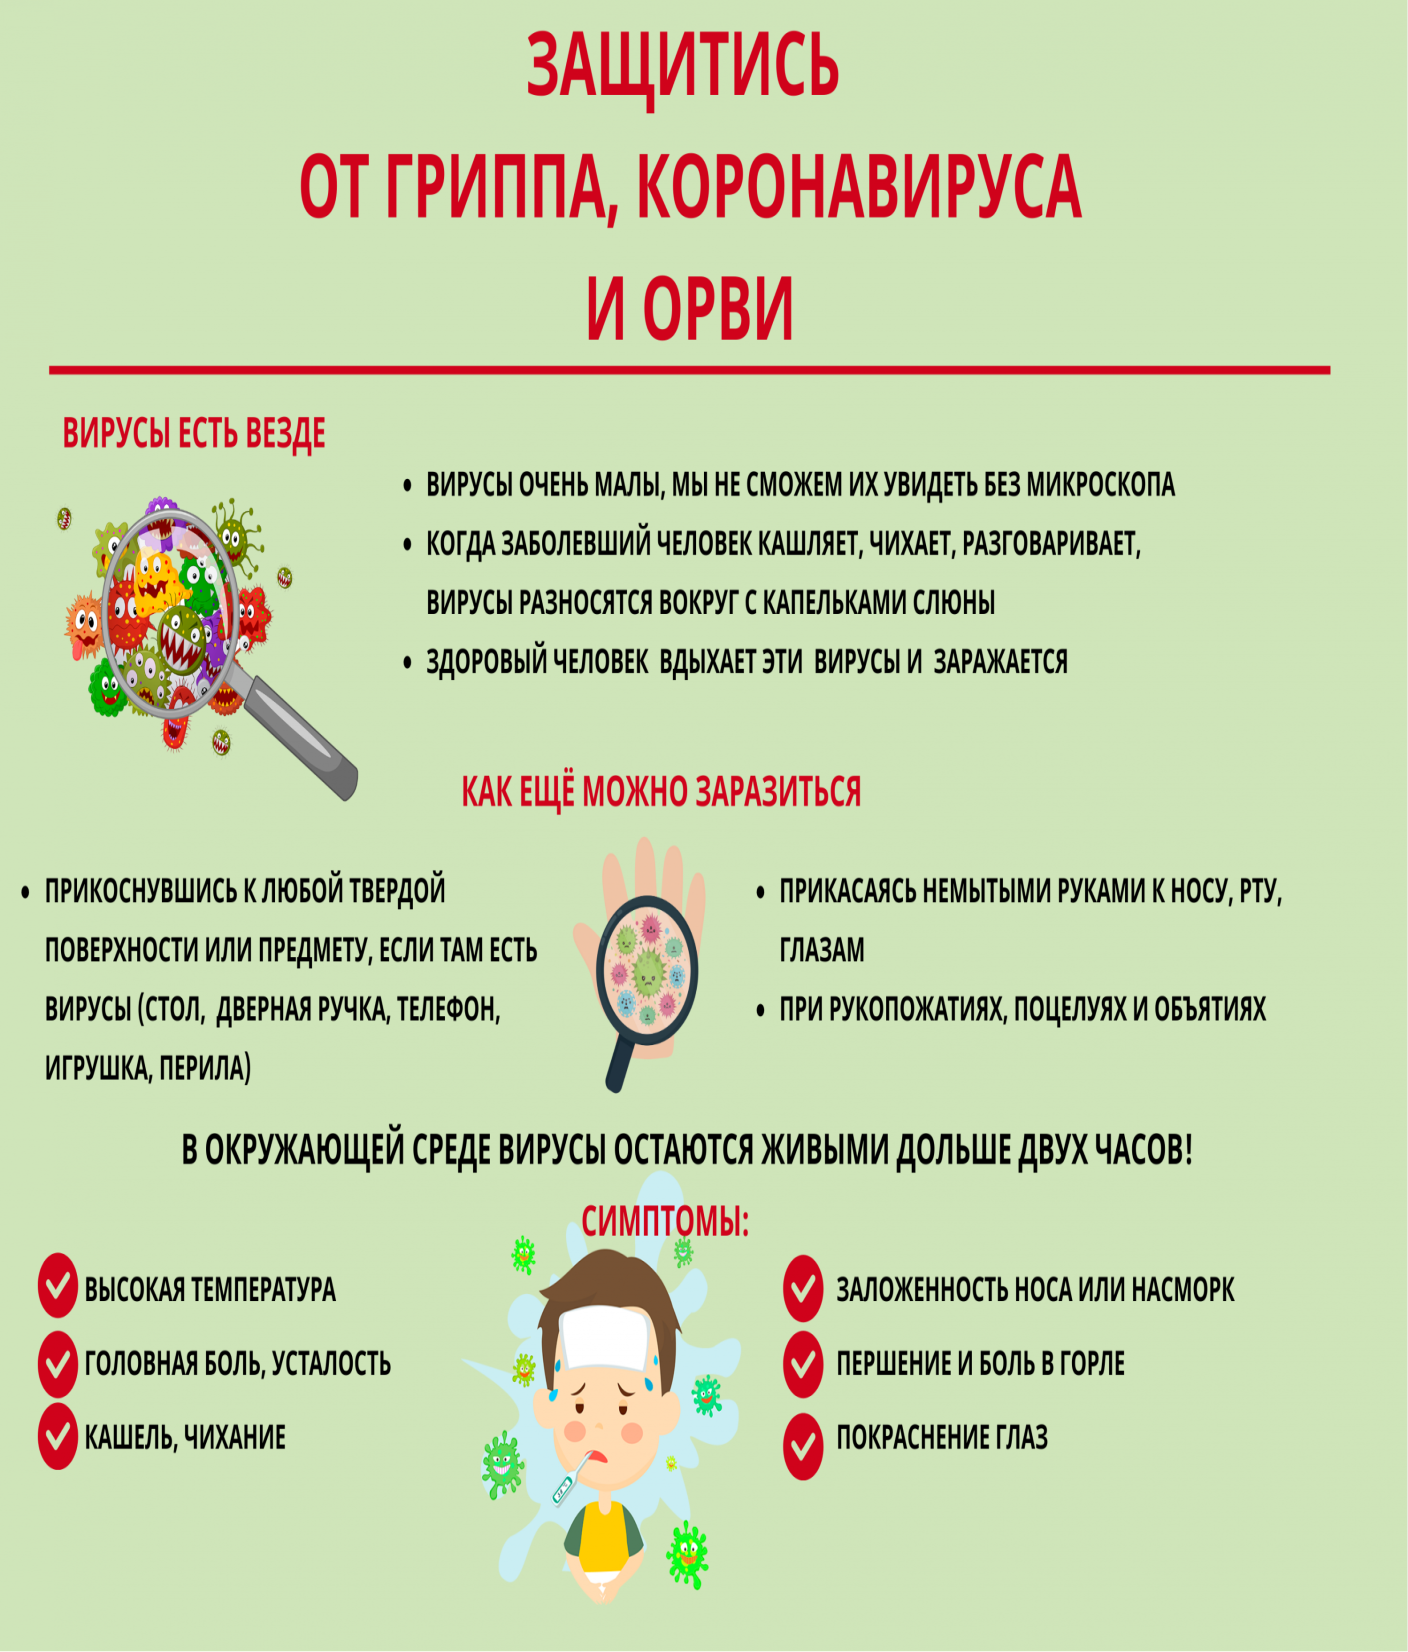 ЗАЩИТИСЬ
ОТ ГРИППА, КОРОНАВИРУСА
И ОРВИ
ВИРУСЫ ЕСТЬ ВЕЗДЕ
• ВИРУСЫ ОЧЕНЬ МАЛЫ, МЫ НЕ СМОЖЕМ ИХ УВИДЕТЬ БЕЗ МИКРОСКОПА
• КОГДА ЗАБОЛЕВШИЙ ЧЕЛОВЕК КАШЛЯЕТ, ЧИХАЕТ, РАЗГОВАРИВАЕТ,
ВИРУСЫ РАЗНОСЯТСЯ ВОКРУГ С КАПЕЛЬКАМИ СЛЮНЫ
• ЗДОРОВЫЙ ЧЕЛОВЕК ВДЫХАЕТ ЭТИ ВИРУСЫ И ЗАРАЖАЕТСЯ
КАК ЕЩЁ МОЖНО ЗАРАЗИТЬСЯ
• ПРИКОСНУВШИСЬ К ЛЮБОЙ ТВЕРДОЙ
ПОВЕРХНОСТИ ИЛИ ПРЕДМЕТУ, ЕСЛИ ТАМ ЕСТЬ
ВИРУСЫ (СТОЛ, ДВЕРНАЯ РУЧКА, ТЕЛЕФОН,
ИГРУШКА, ПЕРИЛА)
• ПРИКАСАЯСЬ НЕМЫТЫМИ РУКАМИ К НОСУ, РТУ,
ГЛАЗАМ
• ПРИ РУКОПОЖАТИЯХ, ПОЦЕЛУЯХ И ОБЪЯТИЯХ
В ОКРУЖАЮЩЕЙ СРЕДЕ ВИРУСЫ ОСТАЮТСЯ ЖИВЫМИ ДОЛЬШЕ ДВУХ ЧАСОВ!
СИМПТОМЫ:
ВЫСОКАЯ ТЕМПЕРАТУРА
ГОЛОВНАЯ БОЛЬ, УСТАЛОСТЬ
КАШЕЛЬ, ЧИХАНИЕ
ЗАЛОЖЕННОСТЬ НОСА ИЛИ НАСМОРК
ПЕРШЕНИЕ И БОЛЬ В ГОРЛЕ
ПОКРАСНЕНИЕ ГЛАЗ